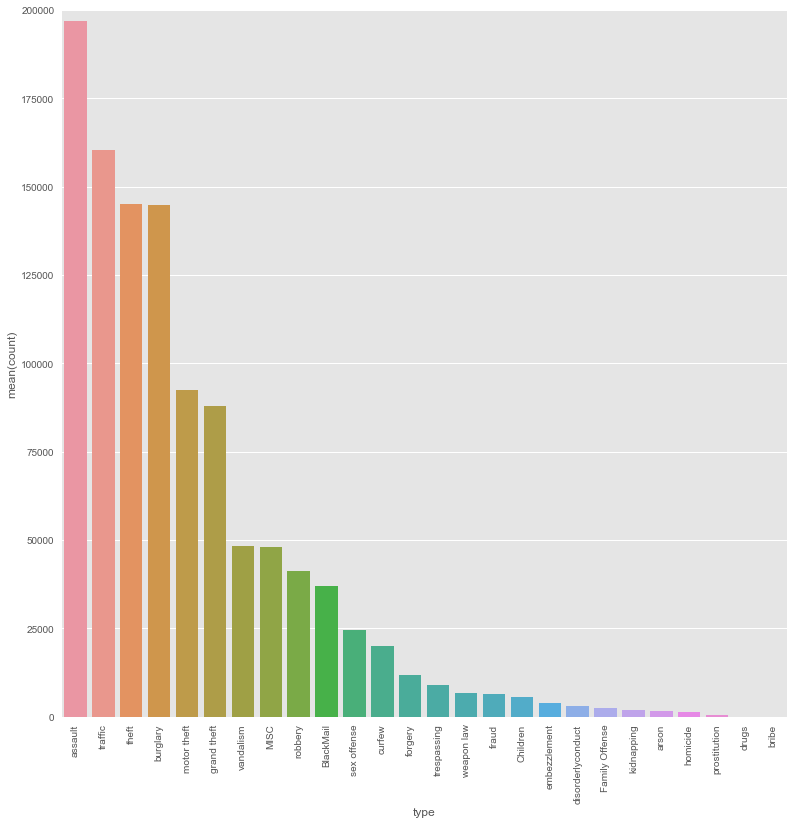 200000
175000
150000
125000
100000
75000
50000
25000
0
mean(count)
assault
traffic
theft
burglary
motor theft
grand theft
vandalism
MISC
robbery
BlackMail
sex offense
curfew
forgery
trespassing
weapon law
fraud
Children
embezzlement
disorderlyconduct
Family Offense
kidnapping
arson
homicide
prostitution
drugs
bribe
type